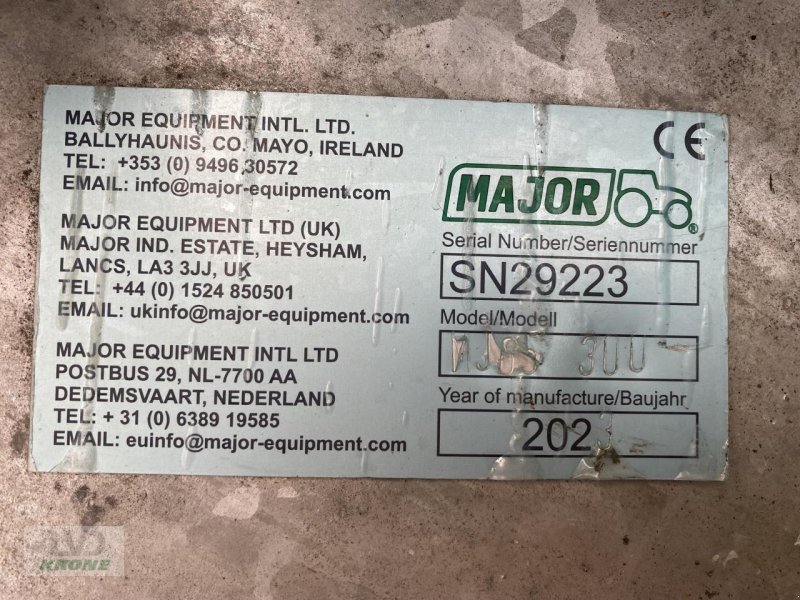 MAJOR EQUIPMENT INTL. LTD.
BALLYHAUNIS, CO. MAYO, IRELAND
TEL: +353 (0) 9496 30572
EMAIL: info@major-equipment.com
MAJOR EQUIPMENT LTD (UK)
MAJOR IND. ESTATE, HEYSHAM,
LANCS, LA3 3JJ, UK
TEL: +44 (0) 1524 850501
EMAIL: ukinfo@major-equipment.com
MAJOR EQUIPMENT INTL LTD
POSTBUS 29, NL-7700 AA
DEDEMSVAART, NEDERLAND
TEL: + 31 (0) 6389 19585
EMAIL: euinfo@major-equipment.com
CE
MAJOR
®
Serial Number/Seriennummer
SN29223
Model/Modell
Year of manufacture/Baujahr
202
KRONE